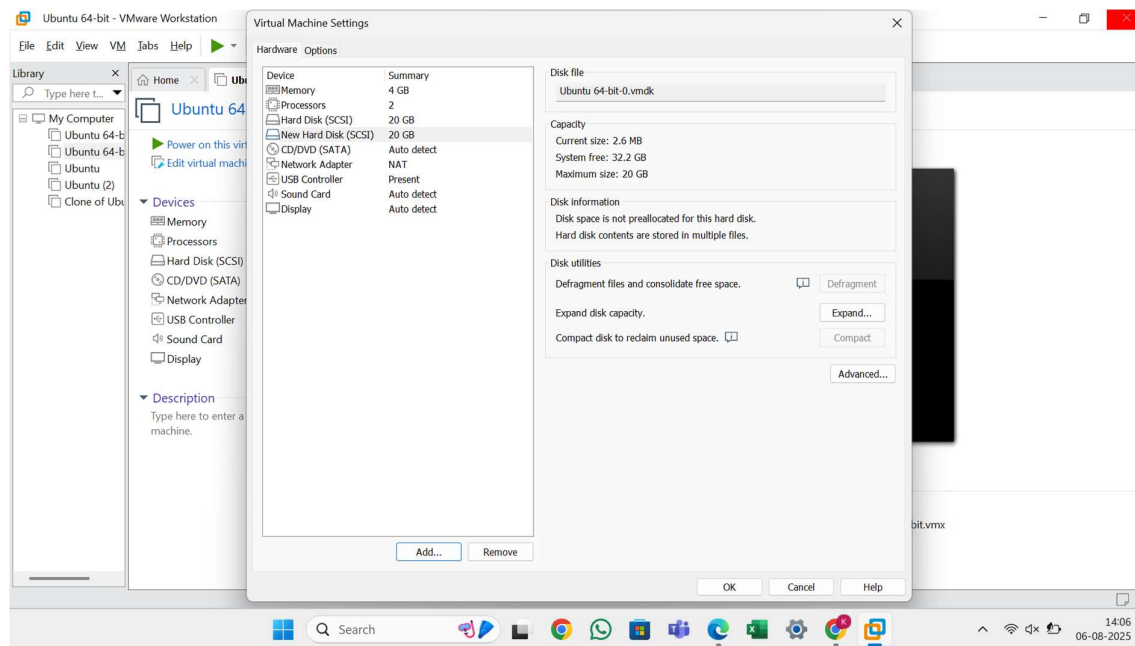 Ubuntu 64-bit - VMware Workstation
File Edit View VM Tabs Help
Library
Type here t...
My Computer
Ubuntu 64-b
Ubuntu 64-b
Ubuntu
Ubuntu (2)
Clone of Ubu
Home
Ubu
Ubuntu 64
Power on this virt
Edit virtual machi
Devices
Memory
Processors
Hard Disk (SCSI)
CD/DVD (SATA)
Network Adapter
USB Controller
Sound Card
Display
Description
Type here to enter a
machine.
Virtual Machine Settings
Hardware Options
Device Summary
Memory 4 GB
Processors 2
Hard Disk (SCSI) 20 GB
New Hard Disk (SCSI) 20 GB
CD/DVD (SATA) Auto detect
Network Adapter NAT
USB Controller Present
Sound Card Auto detect
Display Auto detect
Add... Remove
Disk file
Ubuntu 64-bit-0.vmdk
Capacity
Current size: 2.6 MB
System free: 32.2 GB
Maximum size: 20 GB
Disk information
Disk space is not preallocated for this hard disk.
Hard disk contents are stored in multiple files.
Disk utilities
Defragment files and consolidate free space. Defragment
Expand disk capacity. Expand...
Compact disk to reclaim unused space. Compact
Advanced...
OK Cancel Help
bit.vmx
Search
K
14:06
06-08-2025